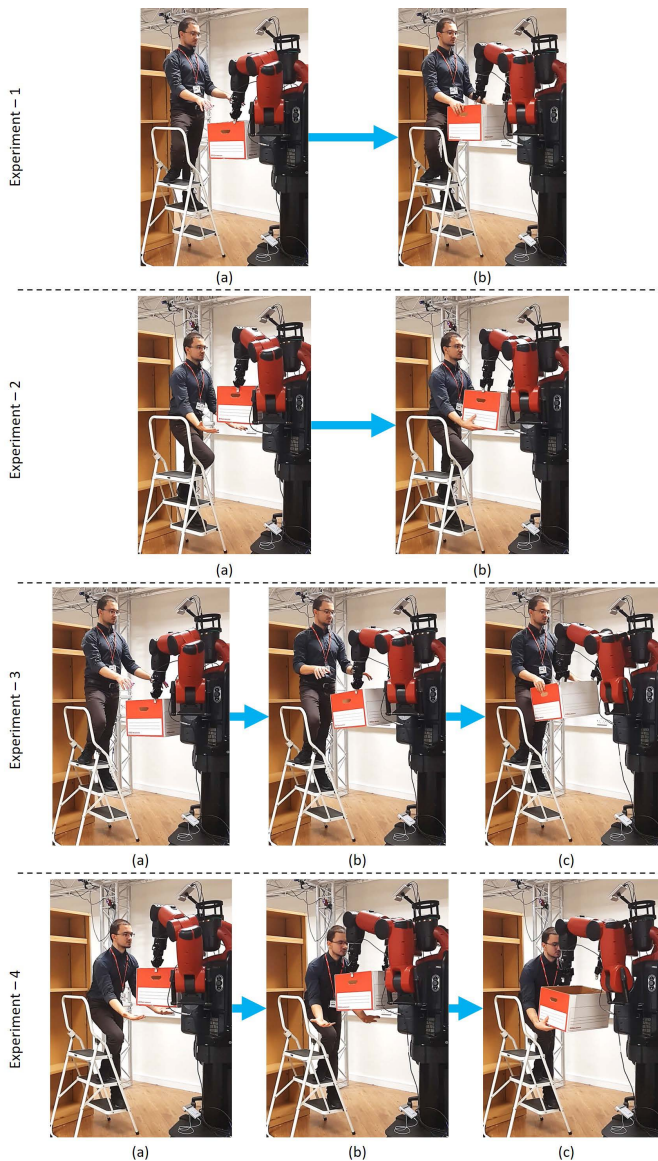 Experiment – 1
(a)
(b)
Experiment – 2
(a)
(b)
Experiment – 3
(a)
(b)
(c)
Experiment – 4
(a)
(b)
(c)